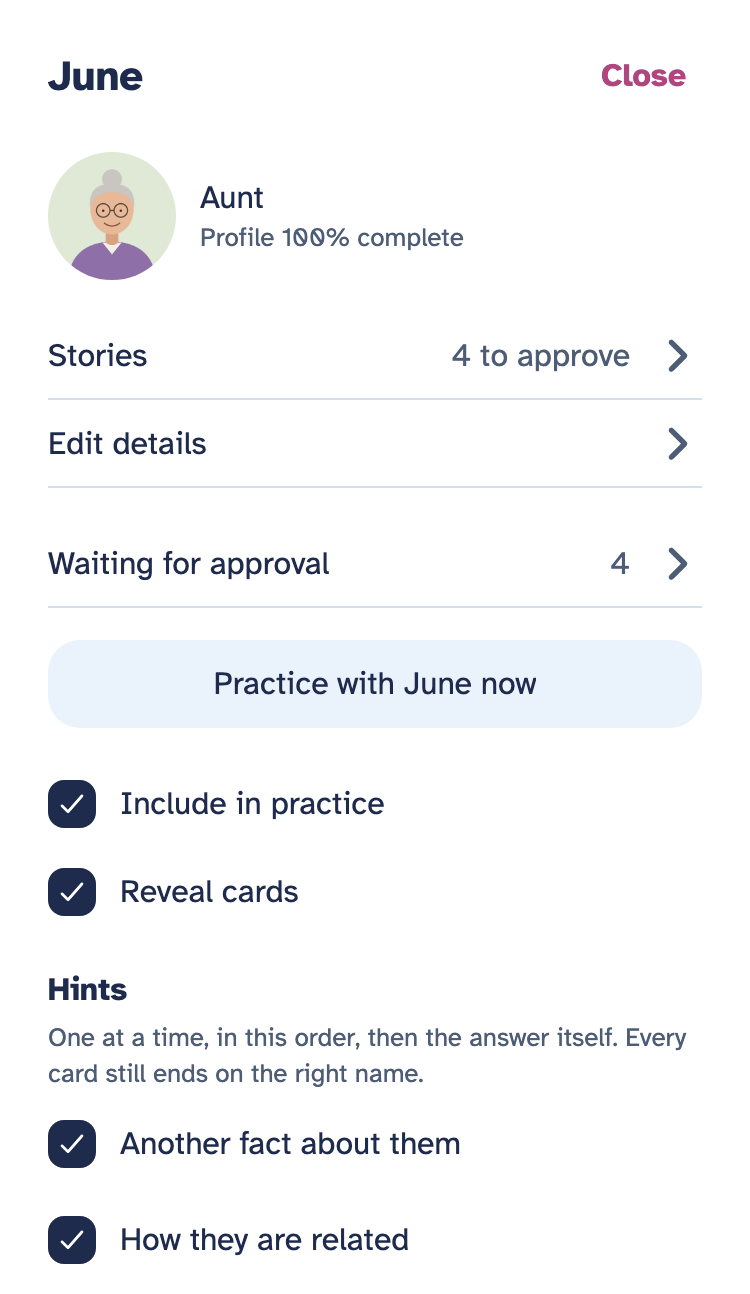 June
Close
Aunt
Profile 100% complete
Stories
4 to approve
Edit details
Waiting for approval
4
Practice with June now
Include in practice
Reveal cards
Hints
One at a time, in this order, then the answer itself. Every
card still ends on the right name.
Another fact about them
How they are related